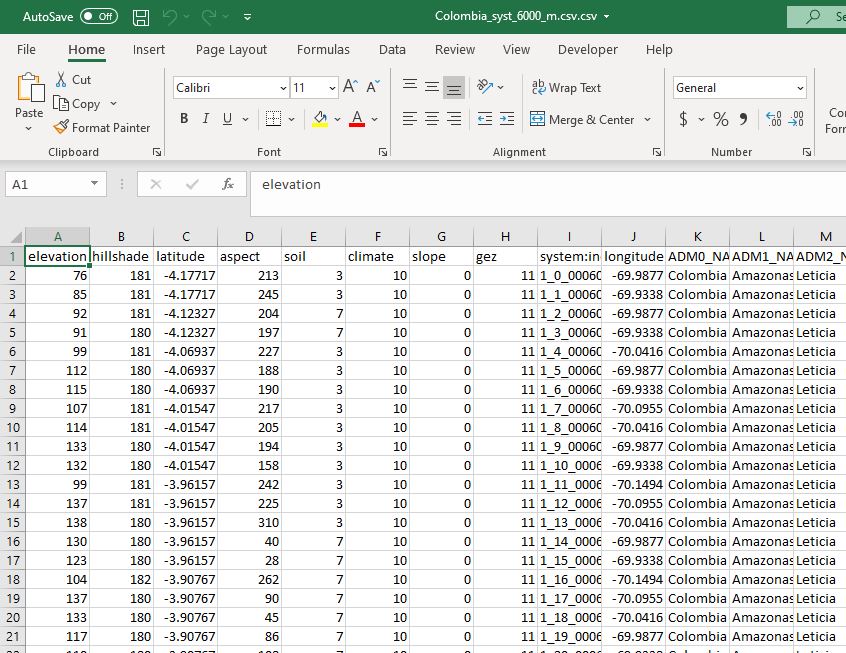 AutoSave Off Colombia_syst_6000_m.csv.csv Se
File Home Insert Page Layout Formulas Data Review View Developer Help
Paste Cut Copy Format Painter
Calibri 11 A A
B I U A
ab Wrap Text
Merge & Center
General
$ % 9
Clipboard Font Alignment Number
A1 fx elevation
A B C D E F G H I J K L M
1 elevation hillshade latitude aspect soil climate slope gez system:in longitude ADM0_NA ADM1_NA ADM2_N
2 76 181 -4.17717 213 3 10 0 11 1_0_00060 -69.9877 Colombia Amazonas Leticia
3 85 181 -4.17717 245 3 10 0 11 1_1_00060 -69.9338 Colombia Amazonas Leticia
4 92 181 -4.12327 204 7 10 0 11 1_2_00060 -69.9877 Colombia Amazonas Leticia
5 91 180 -4.12327 197 7 10 0 11 1_3_00060 -69.9338 Colombia Amazonas Leticia
6 99 181 -4.06937 227 3 10 0 11 1_4_00060 -70.0416 Colombia Amazonas Leticia
7 112 180 -4.06937 188 3 10 0 11 1_5_00060 -69.9877 Colombia Amazonas Leticia
8 115 180 -4.06937 190 3 10 0 11 1_6_00060 -69.9338 Colombia Amazonas Leticia
9 107 181 -4.01547 217 3 10 0 11 1_7_00060 -70.0955 Colombia Amazonas Leticia
10 114 181 -4.01547 205 3 10 0 11 1_8_00060 -70.0416 Colombia Amazonas Leticia
11 133 180 -4.01547 194 3 10 0 11 1_9_00060 -69.9877 Colombia Amazonas Leticia
12 132 180 -4.01547 158 3 10 0 11 1_10_0006 -69.9338 Colombia Amazonas Leticia
13 99 181 -3.96157 242 3 10 0 11 1_11_0006 -70.1494 Colombia Amazonas Leticia
14 137 181 -3.96157 225 3 10 0 11 1_12_0006 -70.0955 Colombia Amazonas Leticia
15 138 180 -3.96157 310 3 10 0 11 1_13_0006 -70.0416 Colombia Amazonas Leticia
16 130 180 -3.96157 40 7 10 0 11 1_14_0006 -69.9877 Colombia Amazonas Leticia
17 123 180 -3.96157 28 7 10 0 11 1_15_0006 -69.9338 Colombia Amazonas Leticia
18 104 182 -3.90767 262 7 10 0 11 1_16_0006 -70.1494 Colombia Amazonas Leticia
19 137 180 -3.90767 90 7 10 0 11 1_17_0006 -70.0955 Colombia Amazonas Leticia
20 133 180 -3.90767 45 7 10 0 11 1_18_0006 -70.0416 Colombia Amazonas Leticia
21 117 180 -3.90767 86 7 10 0 11 1_19_0006 -69.9877 Colombia Amazonas Leticia